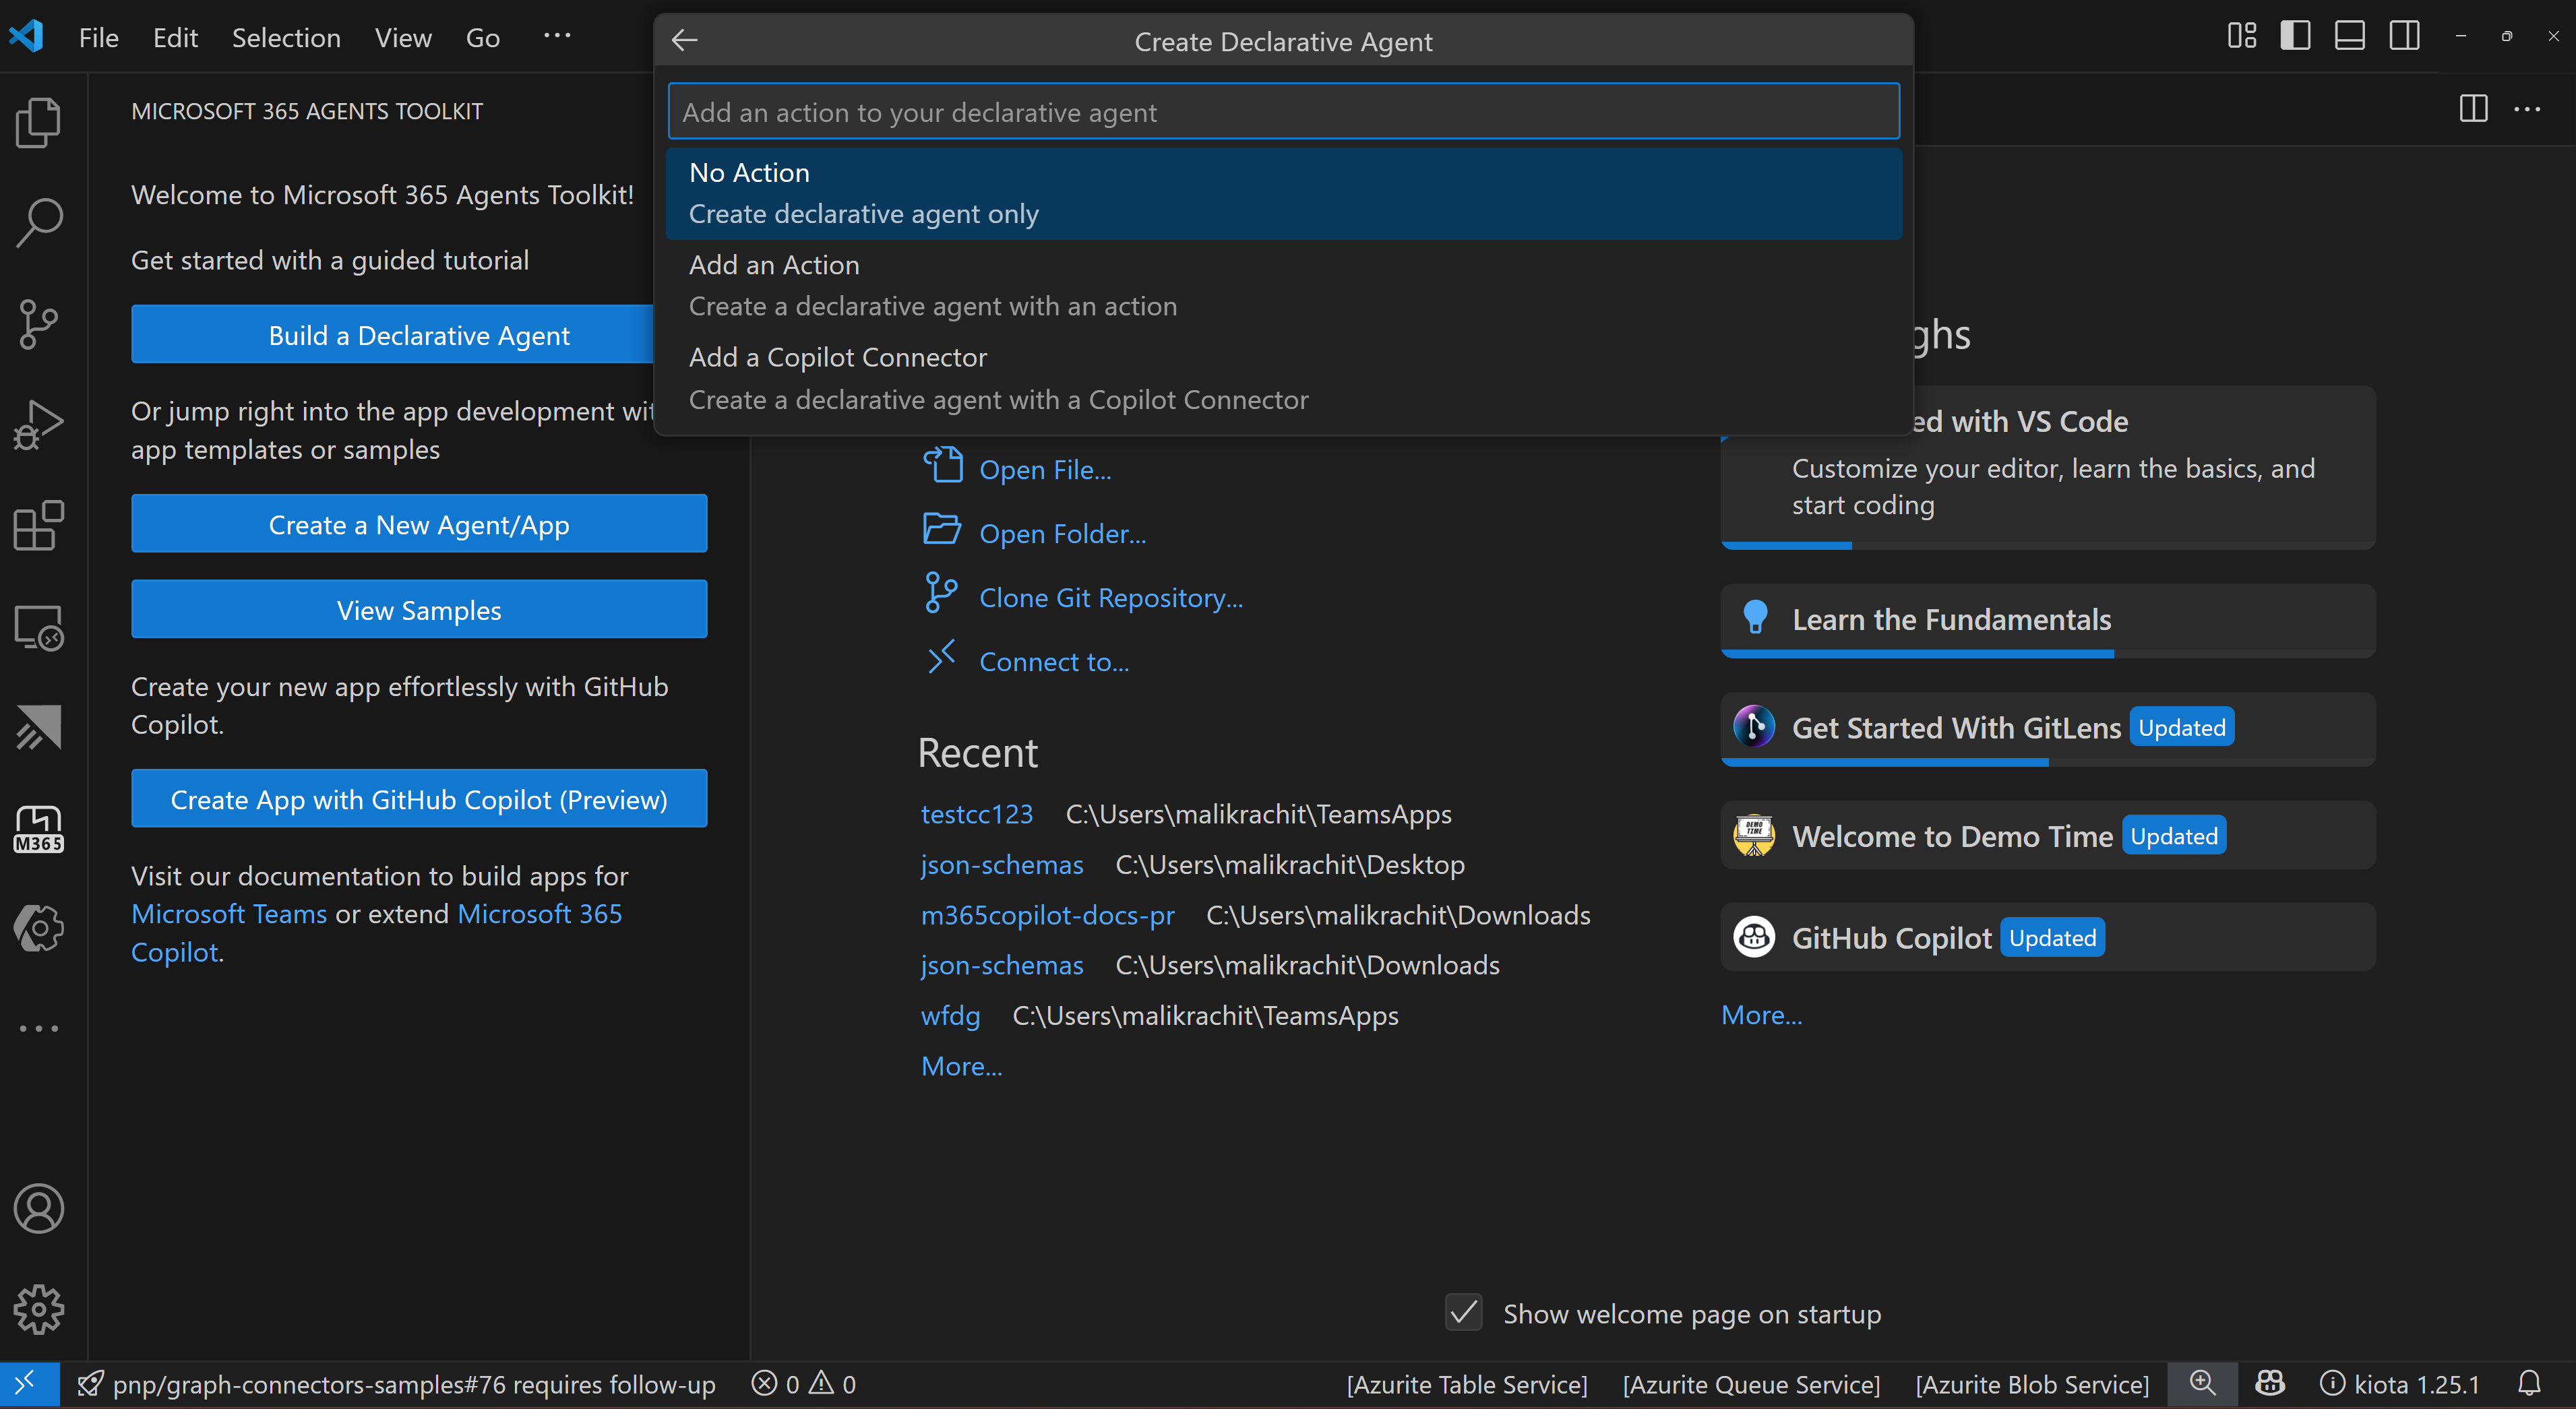 File Edit Selection View Go ...
Create Declarative Agent
MICROSOFT 365 AGENTS TOOLKIT
Welcome to Microsoft 365 Agents Toolkit!
Get started with a guided tutorial
Build a Declarative Agent
Or jump right into the app development wit
app templates or samples
Create a New Agent/App
View Samples
Create your new app effortlessly with GitHub
Copilot.
Create App with GitHub Copilot (Preview)
Visit our documentation to build apps for
Microsoft Teams or extend Microsoft 365
Copilot.
M365
Add an action to your declarative agent
No Action
Create declarative agent only
Add an Action
Create a declarative agent with an action
Add a Copilot Connector
Create a declarative agent with a Copilot Connector
Open File...
Open Folder...
Clone Git Repository...
Connect to...
Recent
testcc123 C:\Users\malikrachit\TeamsApps
json-schemas C:\Users\malikrachit\Desktop
m365copilot-docs-pr C:\Users\malikrachit\Downloads
json-schemas C:\Users\malikrachit\Downloads
wfdg C:\Users\malikrachit\TeamsApps
More...
ghs
ed with VS Code
Customize your editor, learn the basics, and
start coding
Learn the Fundamentals
Get Started With GitLens Updated
DEMO
TIME
Welcome to Demo Time Updated
GitHub Copilot Updated
More...
Show welcome page on startup
pnp/graph-connectors-samples#76 requires follow-up 0 0 [Azurite Table Service] [Azurite Queue Service] [Azurite Blob Service] kiota 1.25.1